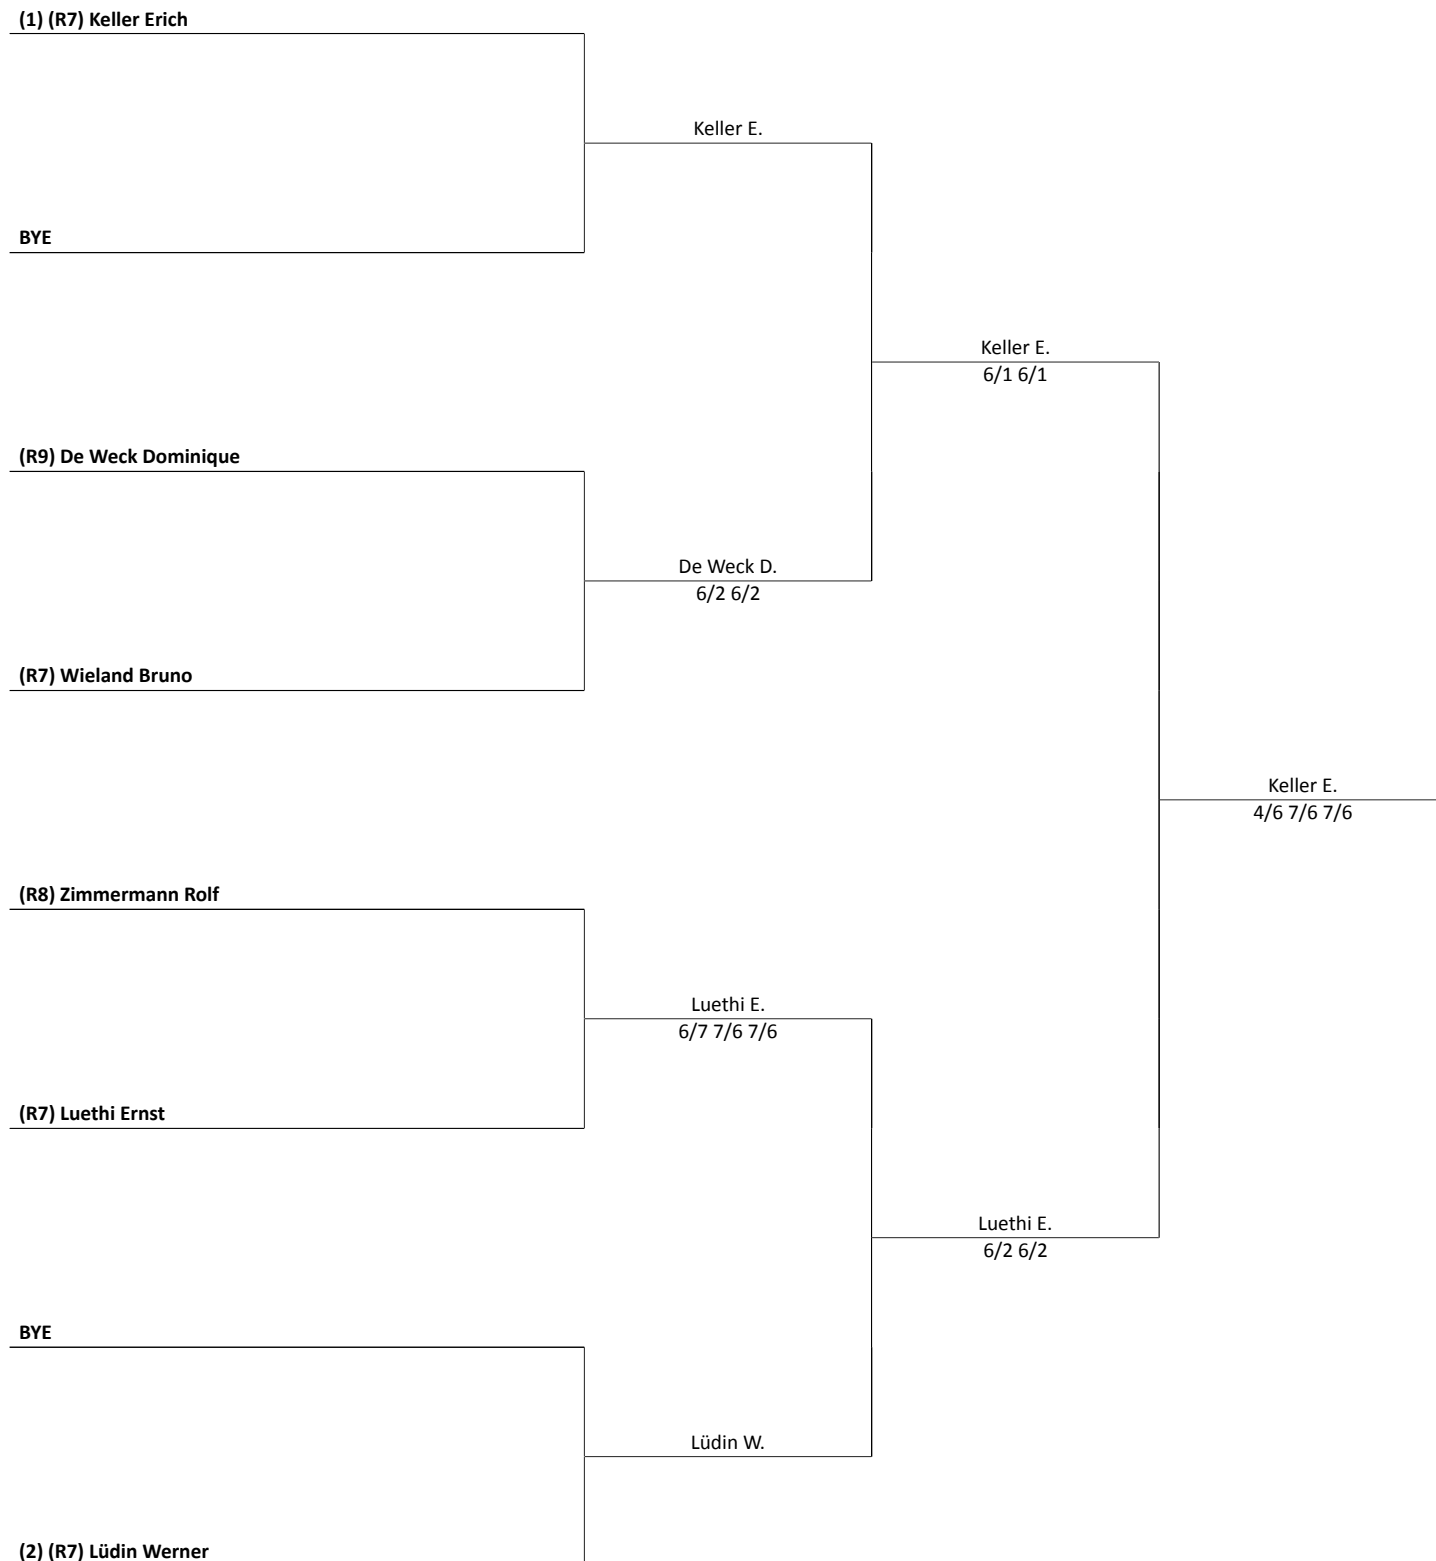 (1) (R7) Keller Erich
Keller E.
BYE
Keller E.
6/1 6/1
(R9) De Weck Dominique
De Weck D.
6/2 6/2
(R7) Wieland Bruno
Keller E.
4/6 7/6 7/6
(R8) Zimmermann Rolf
Luethi E.
6/7 7/6 7/6
(R7) Luethi Ernst
Luethi E.
6/2 6/2
BYE
Lüdin W.
(2) (R7) Lüdin Werner